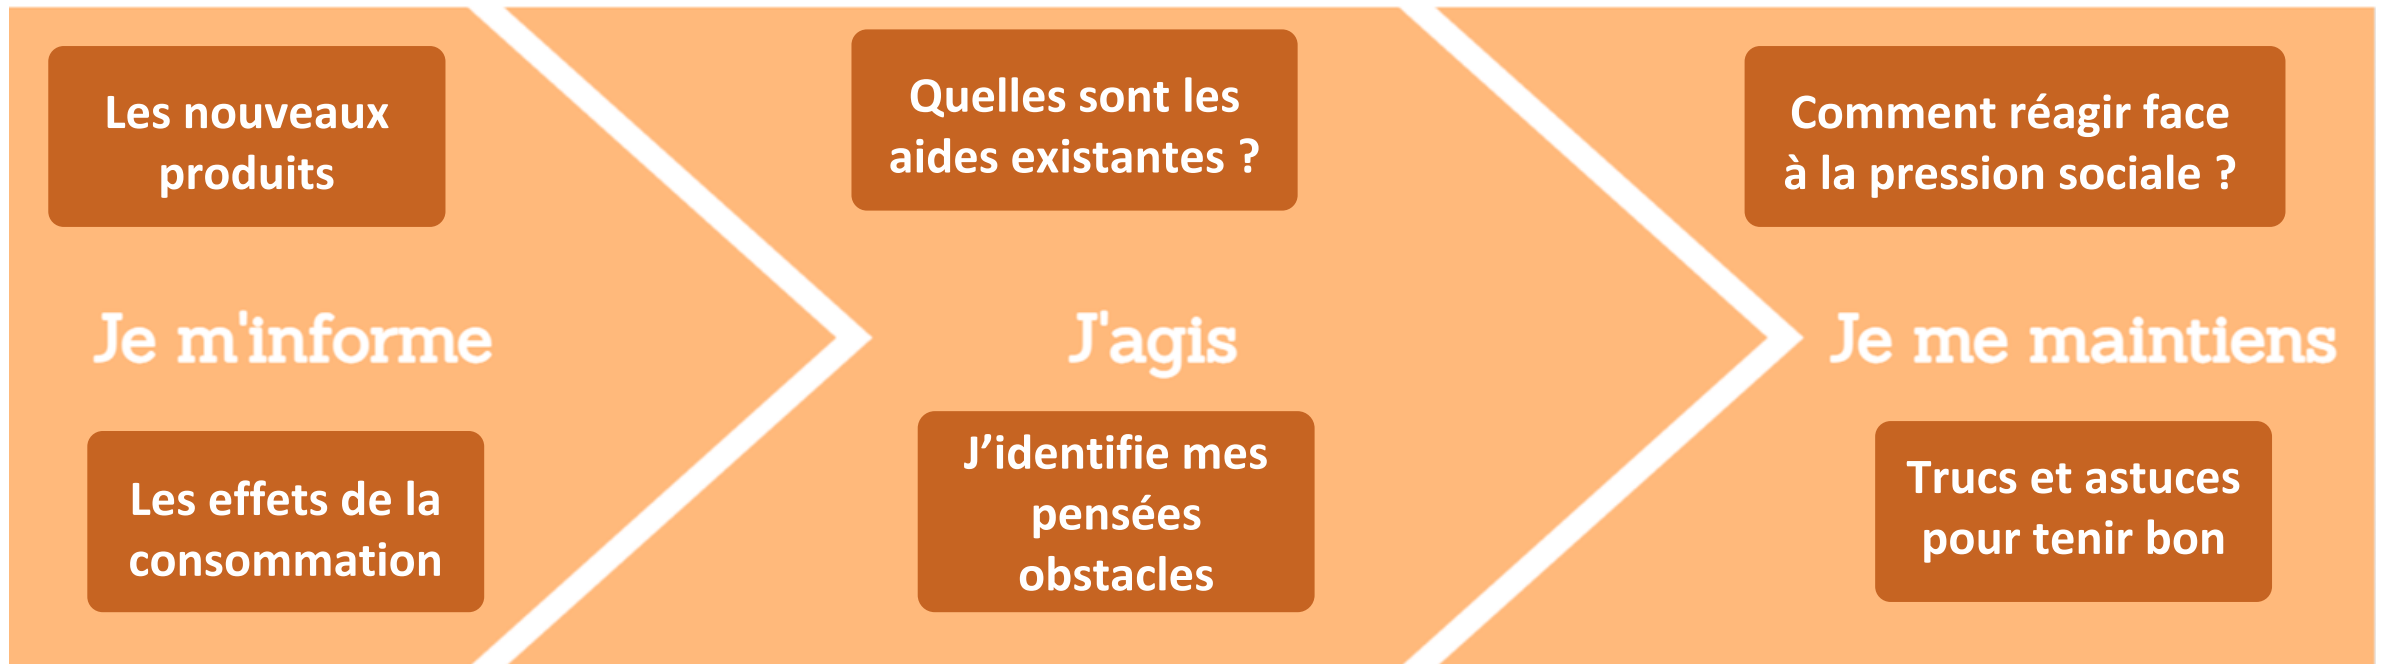 Les nouveaux
produits
Je m'informe
Les effets de la
consommation
Quelles sont les
aides existantes ?
J'agis
J’identifie mes
pensées
obstacles
Comment réagir face
à la pression sociale ?
Je me maintiens
Trucs et astuces
pour tenir bon